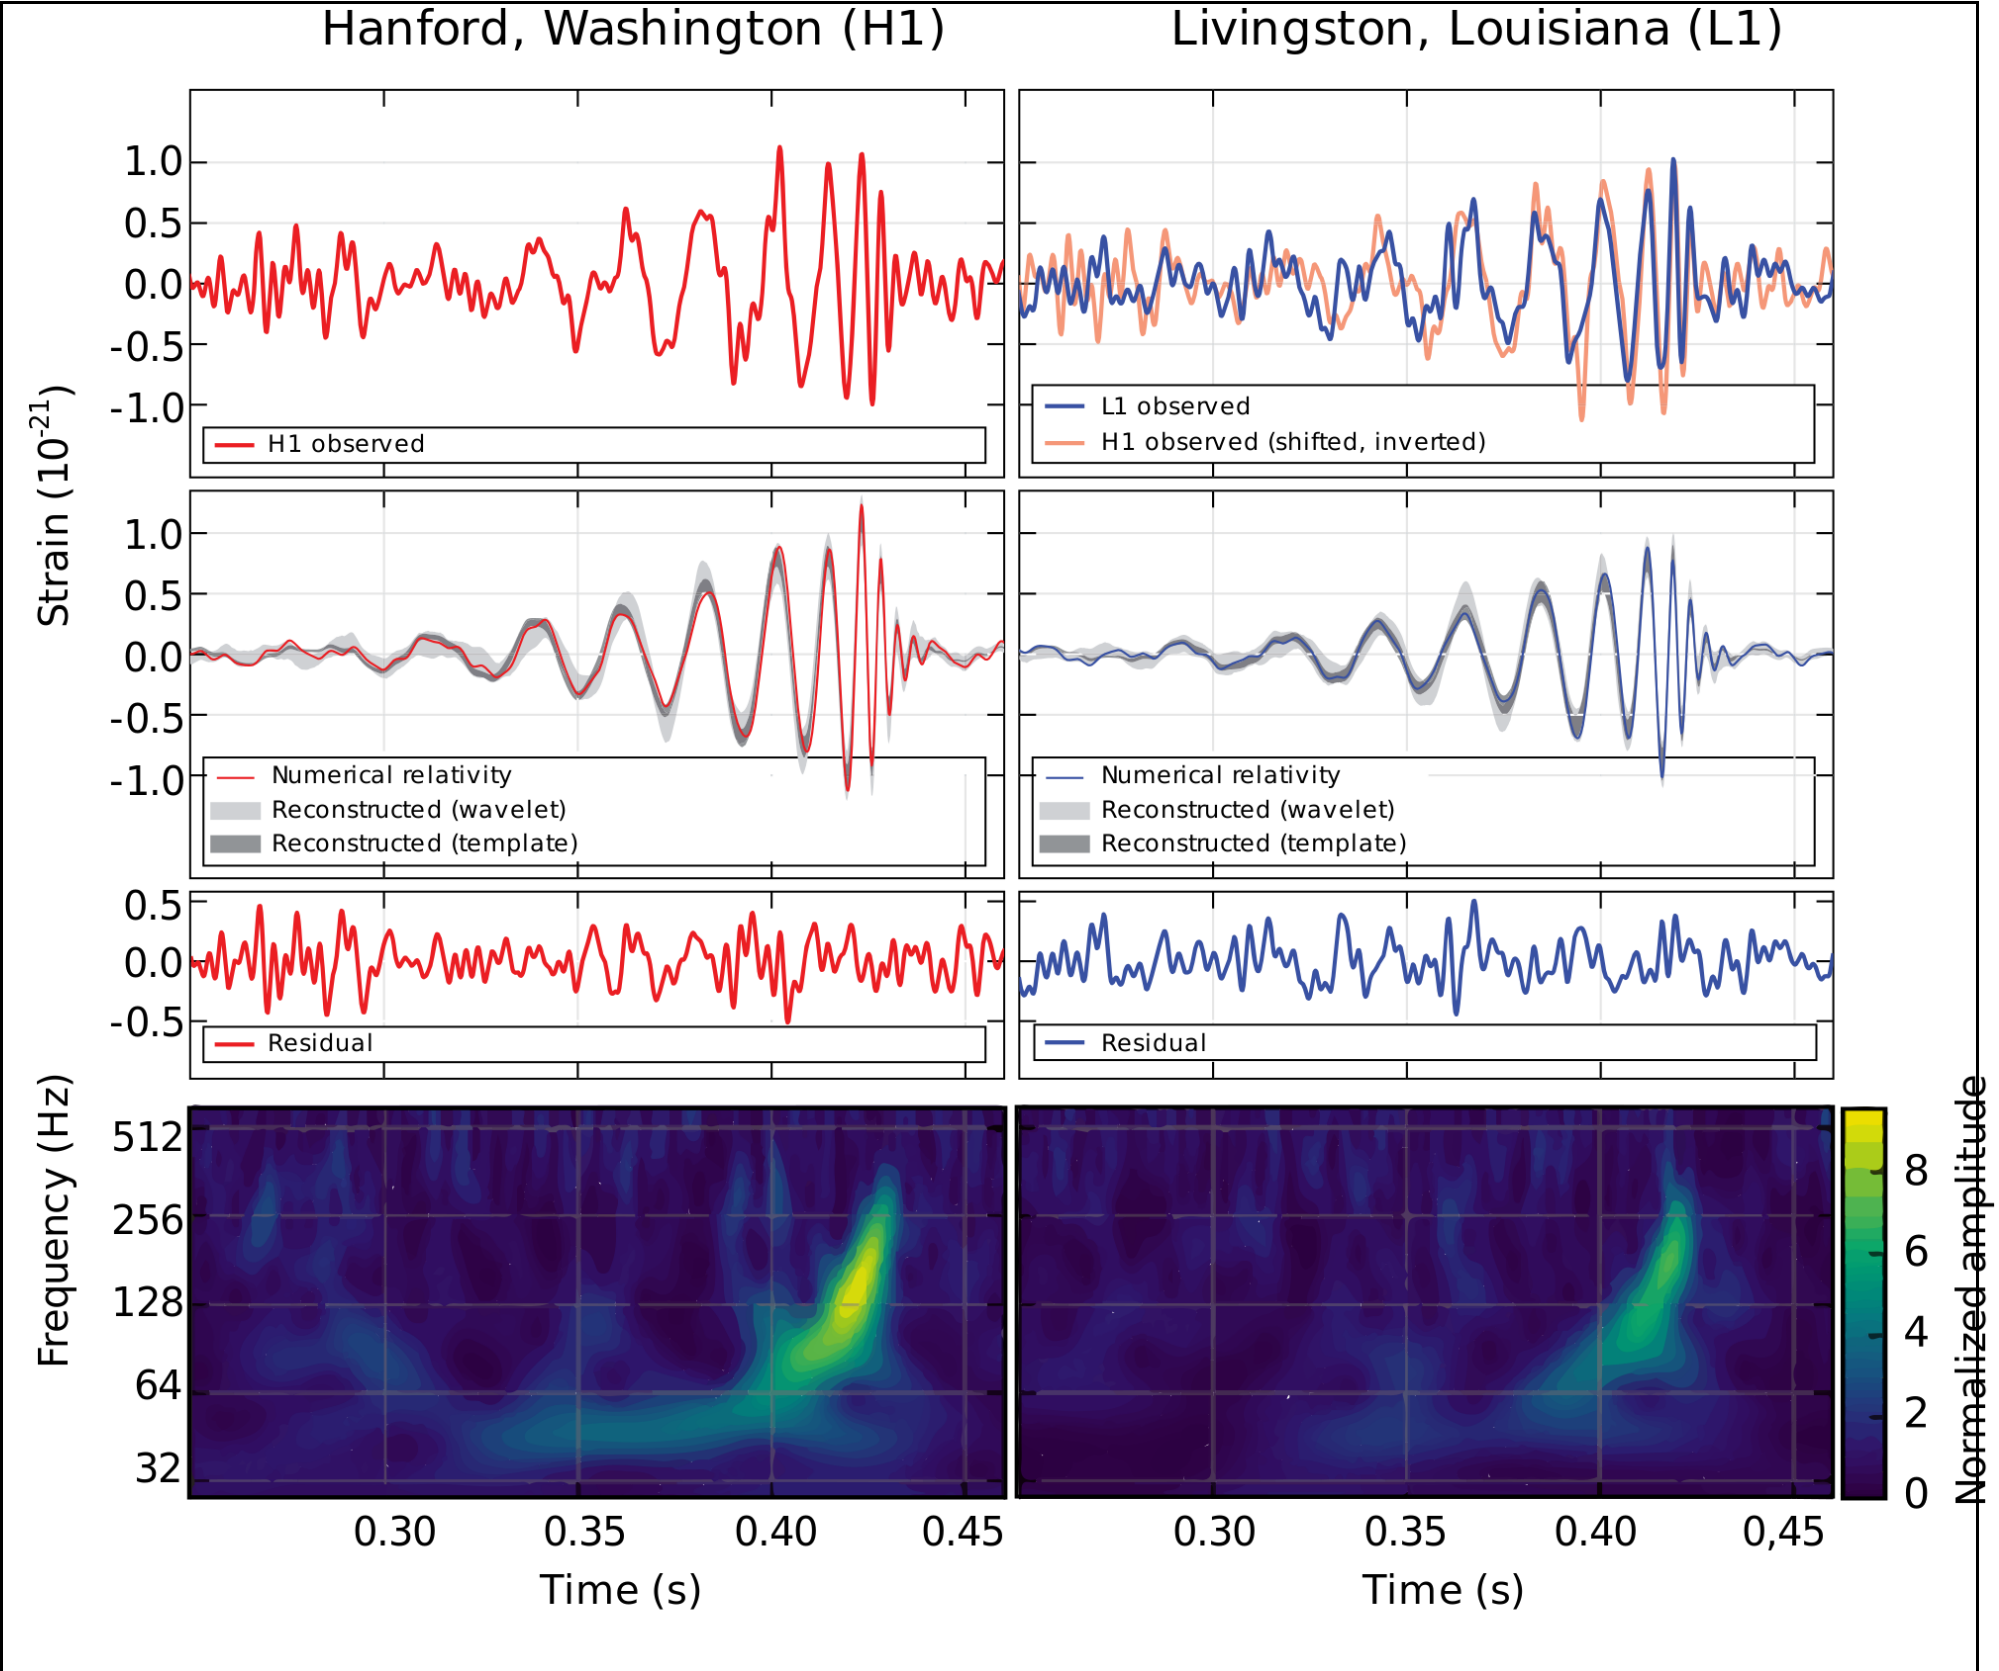 Hanford, Washington (H1)
Livingston, Louisiana (L1)
Strain (10-21)
1.0
0.5
0.0
-0.5
-1.0
H1 observed
L1 observed
H1 observed (shifted, inverted)
1.0
0.5
0.0
-0.5
-1.0
Numerical relativity
Reconstructed (wavelet)
Reconstructed (template)
Numerical relativity
Reconstructed (wavelet)
Reconstructed (template)
0.5
0.0
-0.5
Residual
Residual
Frequency (Hz)
512
256
128
64
32
8
6
4
2
0
Normalized amplitude
0.30 0.35 0.40 0.45
0.30 0.35 0.40 0,45
Time (s)
Time (s)